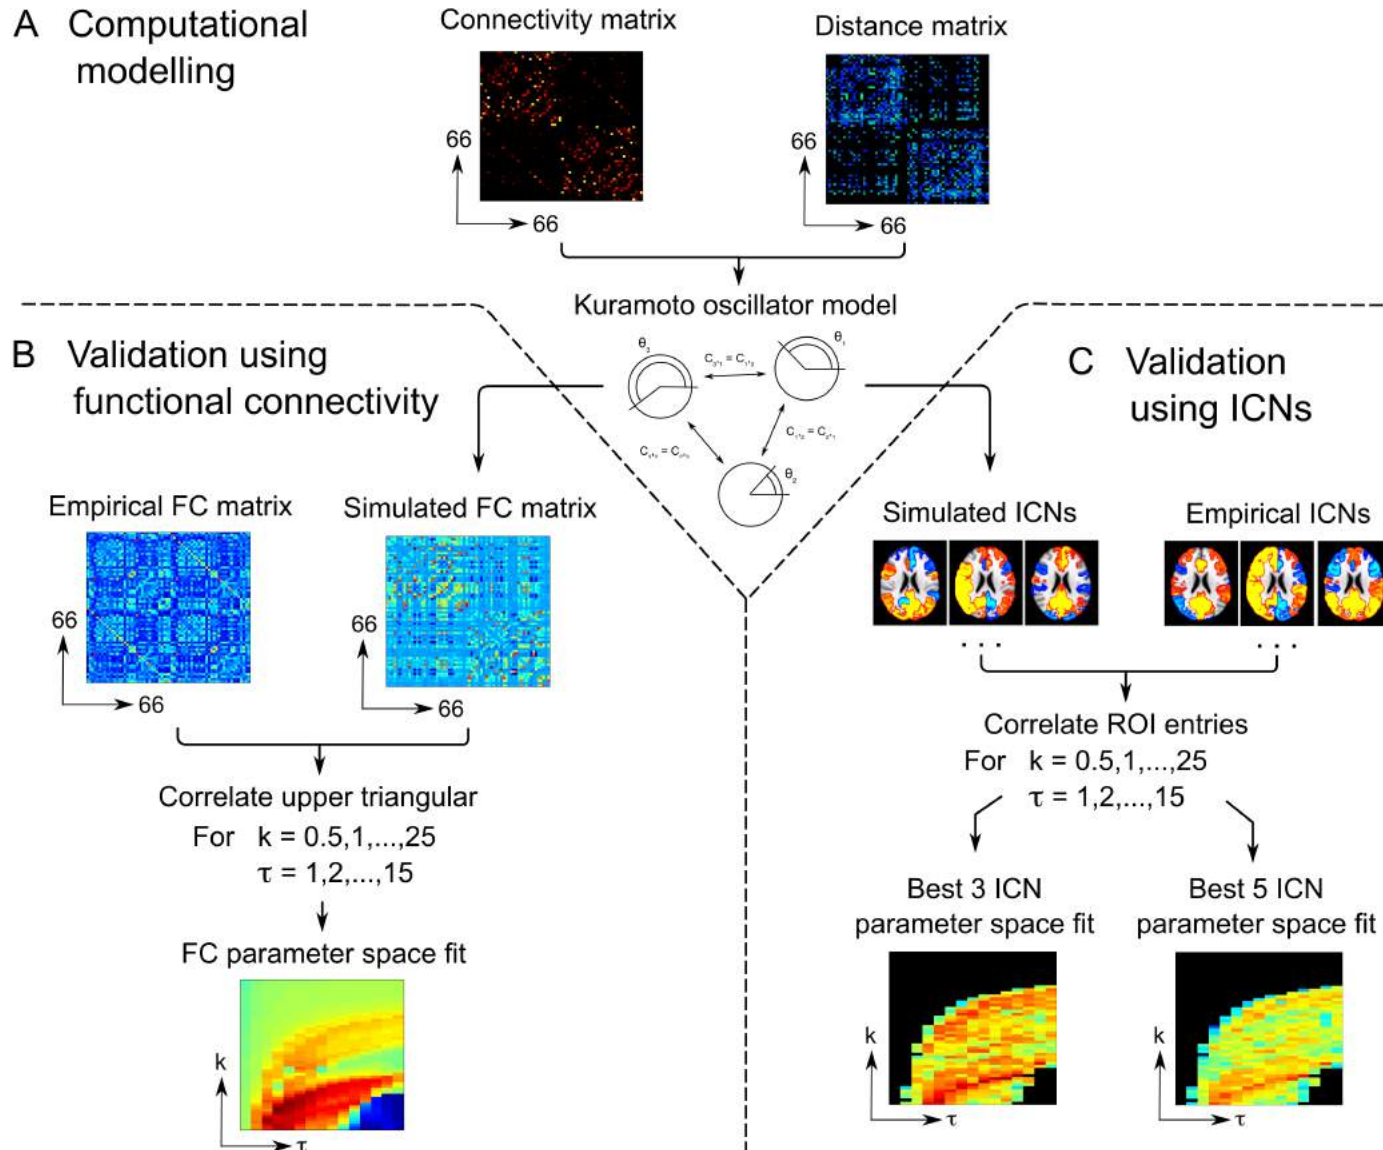 A Computational
modelling
Connectivity matrix
Distance matrix
66
66
66
66
Kuramoto oscillator model
θ3
θ1
θ2
B Validation using
functional connectivity
C Validation
using ICNs
Empirical FC matrix
Simulated FC matrix
66
66
66
66
Simulated ICNs
Empirical ICNs
. . .
. . .
Correlate upper triangular
For k = 0.5,1,...,25
τ = 1,2,...,15
Correlate ROI entries
For k = 0.5,1,...,25
τ = 1,2,...,15
FC parameter space fit
k
τ
Best 3 ICN
parameter space fit
k
τ
Best 5 ICN
parameter space fit
k
τ